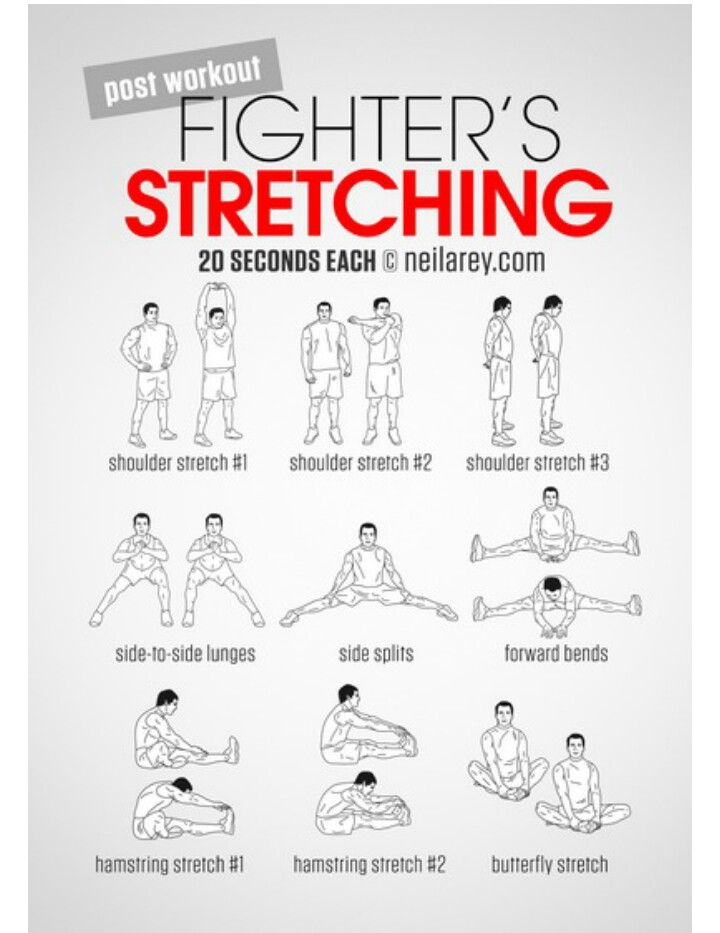 post workout
FIGHTER'S
STRETCHING
20 SECONDS EACH © neilarey.com
shoulder stretch #1
shoulder stretch #2
shoulder stretch #3
side-to-side lunges
side splits
forward bends
hamstring stretch #1
hamstring stretch #2
butterfly stretch